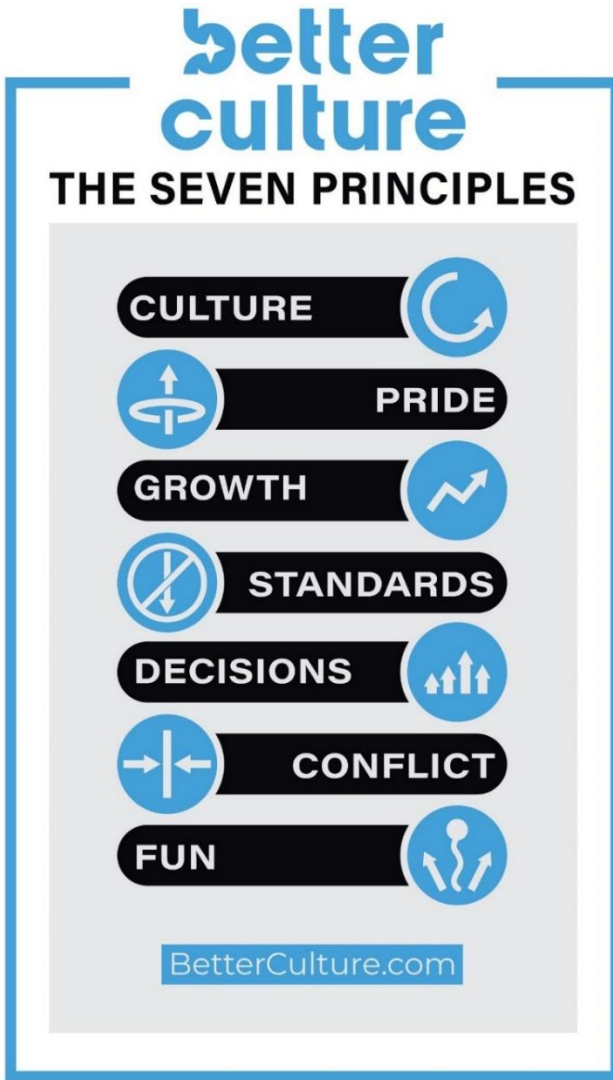 better
culture
THE SEVEN PRINCIPLES
CULTURE
PRIDE
GROWTH
STANDARDS
DECISIONS
CONFLICT
FUN
BetterCulture.com